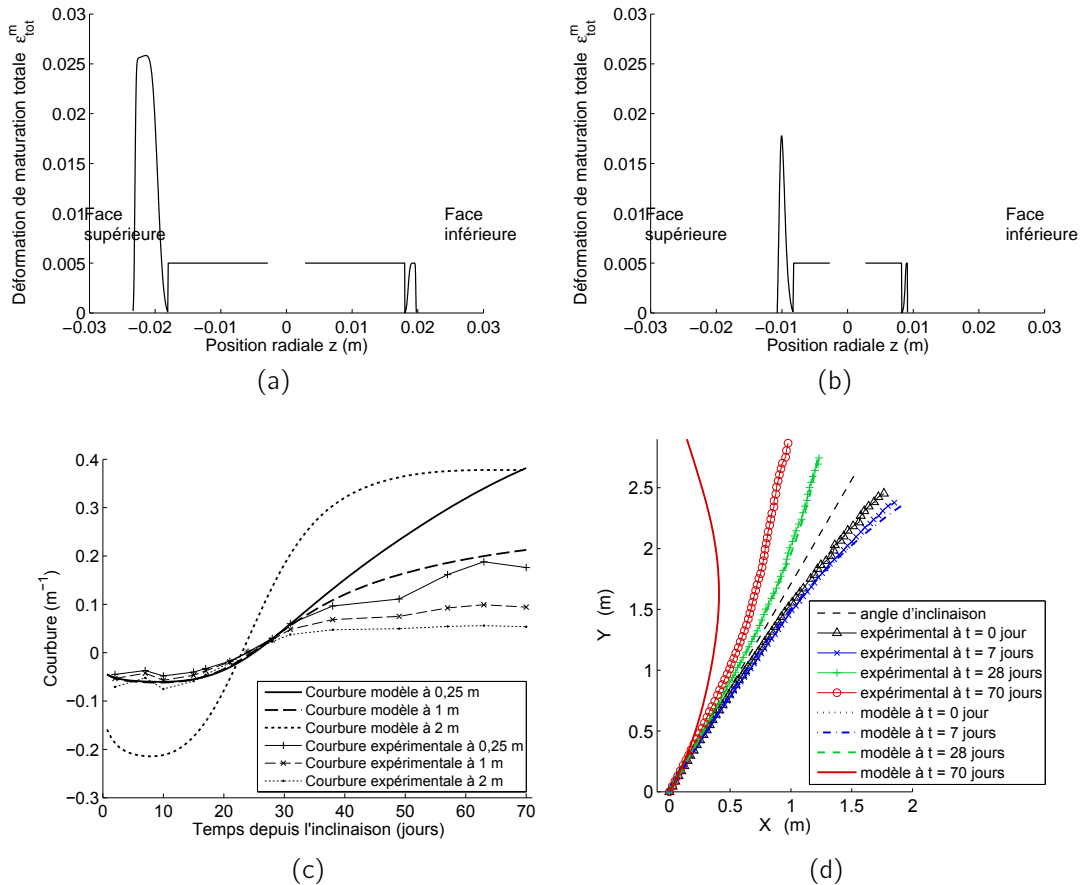 Déformation de maturation totale ε^m_tot
0.03
0.025
0.02
0.015
0.01
0.005
0
Face
supérieure
Face
inférieure
−0.03 −0.02 −0.01 0 0.01 0.02 0.03
Position radiale z (m)
(a)
Déformation de maturation totale ε^m_tot
0.03
0.025
0.02
0.015
0.01
0.005
0
Face
supérieure
Face
inférieure
−0.03 −0.02 −0.01 0 0.01 0.02 0.03
Position radiale z (m)
(b)
Courbure (m⁻¹)
0.4
0.3
0.2
0.1
0
−0.1
−0.2
−0.3
Courbure modèle à 0,25 m
Courbure modèle à 1 m
Courbure modèle à 2 m
Courbure expérimentale à 0,25 m
Courbure expérimentale à 1 m
Courbure expérimentale à 2 m
0 10 20 30 40 50 60 70
Temps depuis l'inclinaison (jours)
(c)
Y (m)
2.5
2
1.5
1
0.5
0
angle d'inclinaison
expérimental à t = 0 jour
expérimental à t = 7 jours
expérimental à t = 28 jours
expérimental à t = 70 jours
modèle à t = 0 jour
modèle à t = 7 jours
modèle à t = 28 jours
modèle à t = 70 jours
0 0.5 1 1.5 2
X (m)
(d)